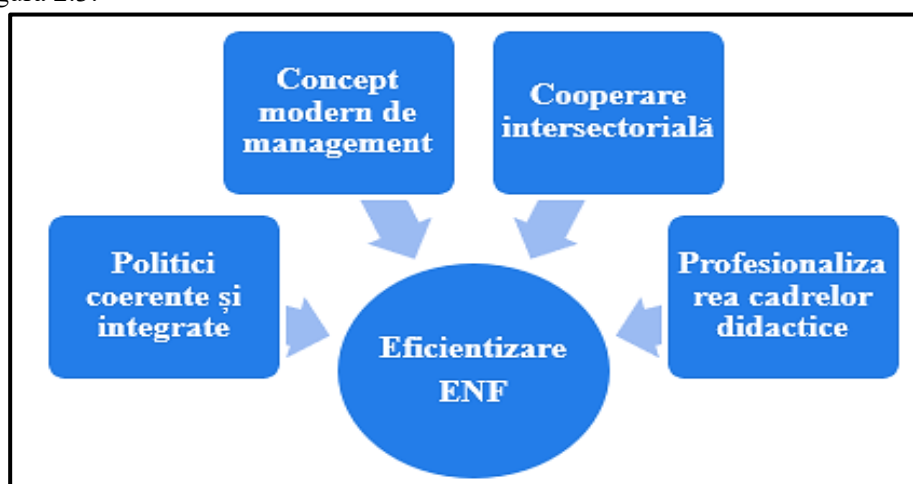 Concept
modern de
management
Cooperare
intersectorială
Politici
coerente și
integrate
Profesionaliza
rea cadrelor
didactice
Eficientizare
ENF